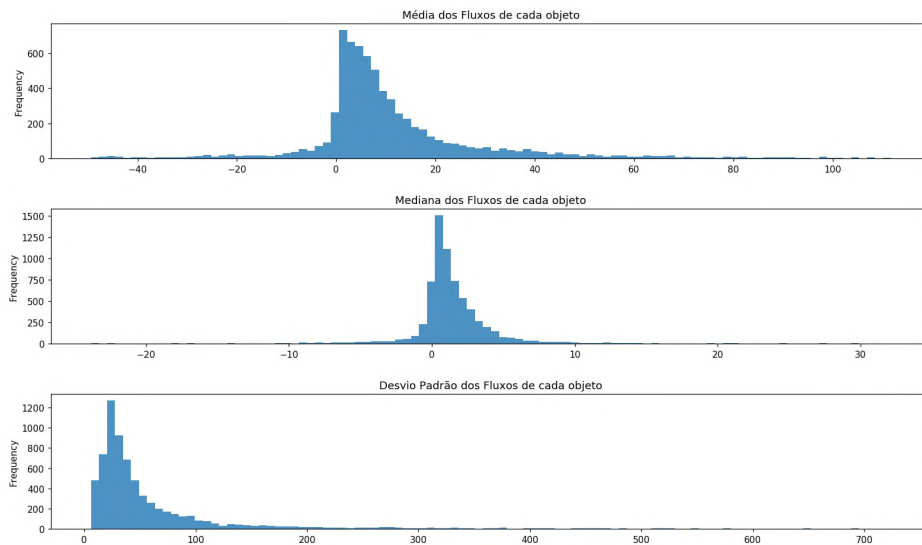 Média dos Fluxos de cada objeto
Frequency
600
400
200
0
−40 −20 0 20 40 60 80 100
Mediana dos Fluxos de cada objeto
Frequency
1500
1250
1000
750
500
250
0
−20 −10 0 10 20 30
Desvio Padrão dos Fluxos de cada objeto
Frequency
1200
1000
800
600
400
200
0
0 100 200 300 400 500 600 700